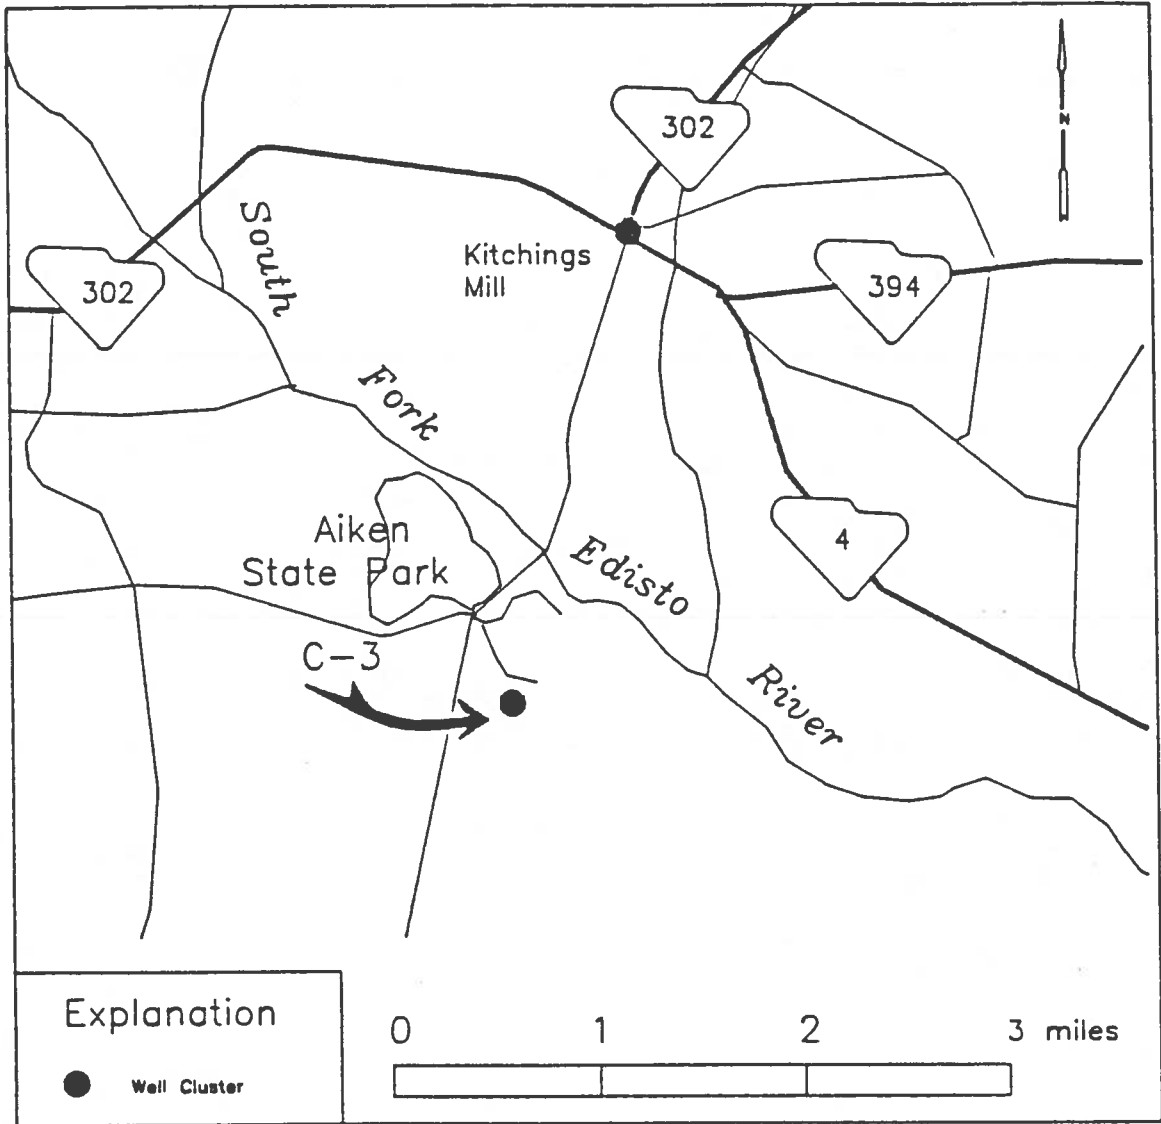 302
N
South
Kitchings
Mill
302
394
Fork
Aiken
State Park
4
Edisto
C-3
River
Explanation
Well Cluster
0 1 2 3 miles